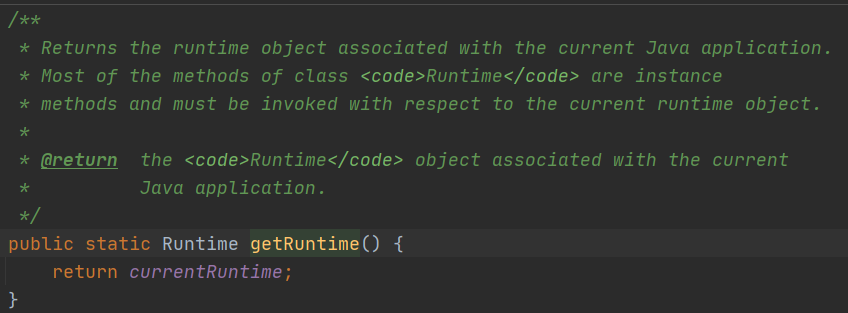 /**
 * Returns the runtime object associated with the current Java application.
 * Most of the methods of class <code>Runtime</code> are instance
 * methods and must be invoked with respect to the current runtime object.
 *
 * @return  the <code>Runtime</code> object associated with the current
 *          Java application.
 */
public static Runtime getRuntime() {
    return currentRuntime;
}